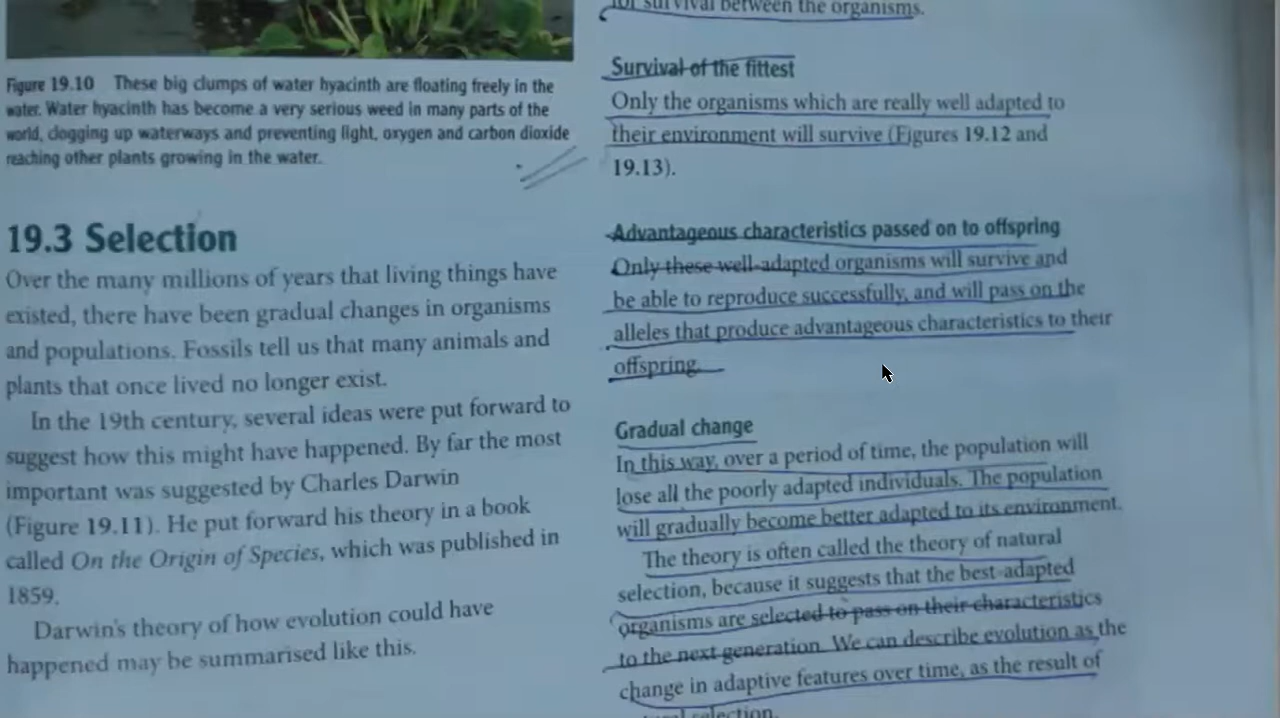 Figure 19.10 These big clumps of water hyacinth are floating freely in the
water. Water hyacinth has become a very serious weed in many parts of the
world, clogging up waterways and preventing light, oxygen and carbon dioxide
reaching other plants growing in the water.
19.3 Selection
Over the many millions of years that living things have
existed, there have been gradual changes in organisms
and populations. Fossils tell us that many animals and
plants that once lived no longer exist.
In the 19th century, several ideas were put forward to
suggest how this might have happened. By far the most
important was suggested by Charles Darwin
(Figure 19.11). He put forward his theory in a book
called On the Origin of Species, which was published in
1859.
Darwin's theory of how evolution could have
happened may be summarised like this.
for survival between the organisms.
Survival of the fittest
Only the organisms which are really well adapted to
their environment will survive (Figures 19.12 and
19.13).
Advantageous characteristics passed on to offspring
Only these well-adapted organisms will survive and
be able to reproduce successfully, and will pass on the
alleles that produce advantageous characteristics to their
offspring.
Gradual change
In this way, over a period of time, the population will
lose all the poorly adapted individuals. The population
will gradually become better adapted to its environment.
The theory is often called the theory of natural
selection, because it suggests that the best-adapted
organisms are selected to pass on their characteristics
to the next generation. We can describe evolution as the
change in adaptive features over time, as the result of
selection.